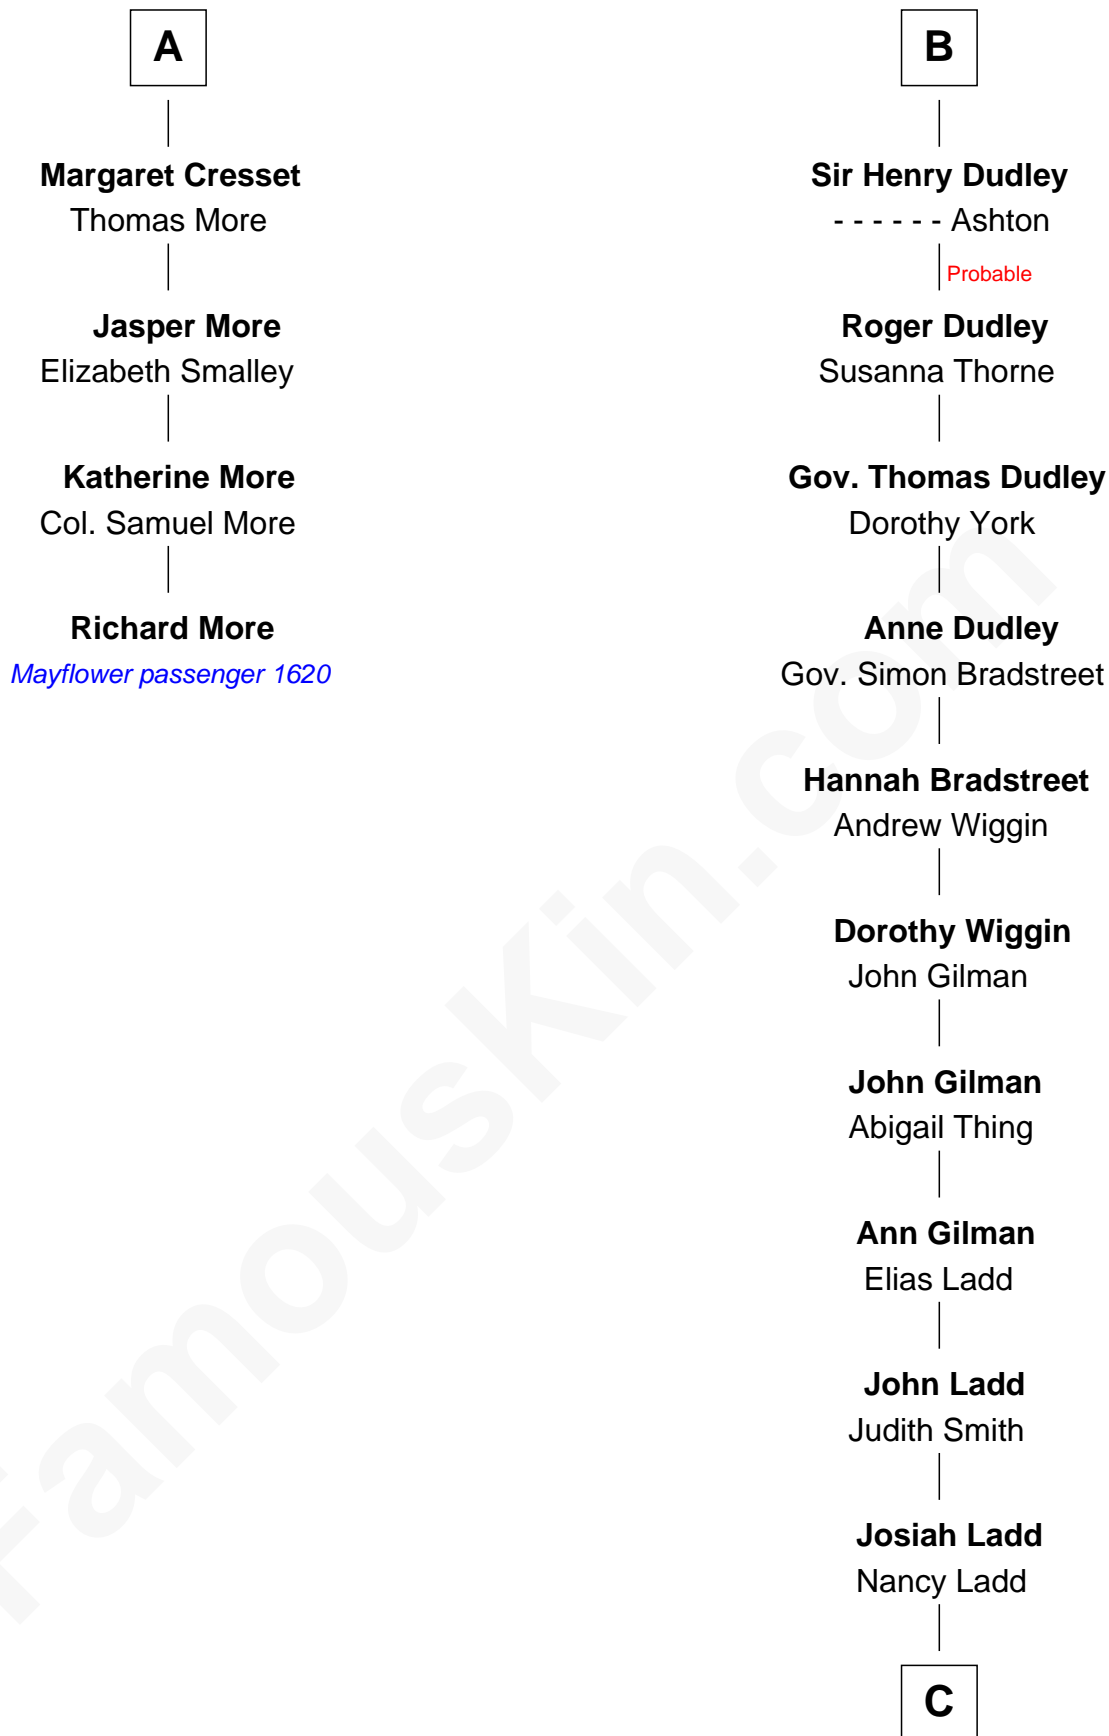 A
Margaret Cresset
Thomas More
Jasper More
Elizabeth Smalley
Katherine More
Col. Samuel More
Richard More
Mayflower passenger 1620
B
Sir Henry Dudley
- - - - - - Ashton
Probable
Roger Dudley
Susanna Thorne
Gov. Thomas Dudley
Dorothy York
Anne Dudley
Gov. Simon Bradstreet
Hannah Bradstreet
Andrew Wiggin
Dorothy Wiggin
John Gilman
John Gilman
Abigail Thing
Ann Gilman
Elias Ladd
John Ladd
Judith Smith
Josiah Ladd
Nancy Ladd
C
FamousKin.com